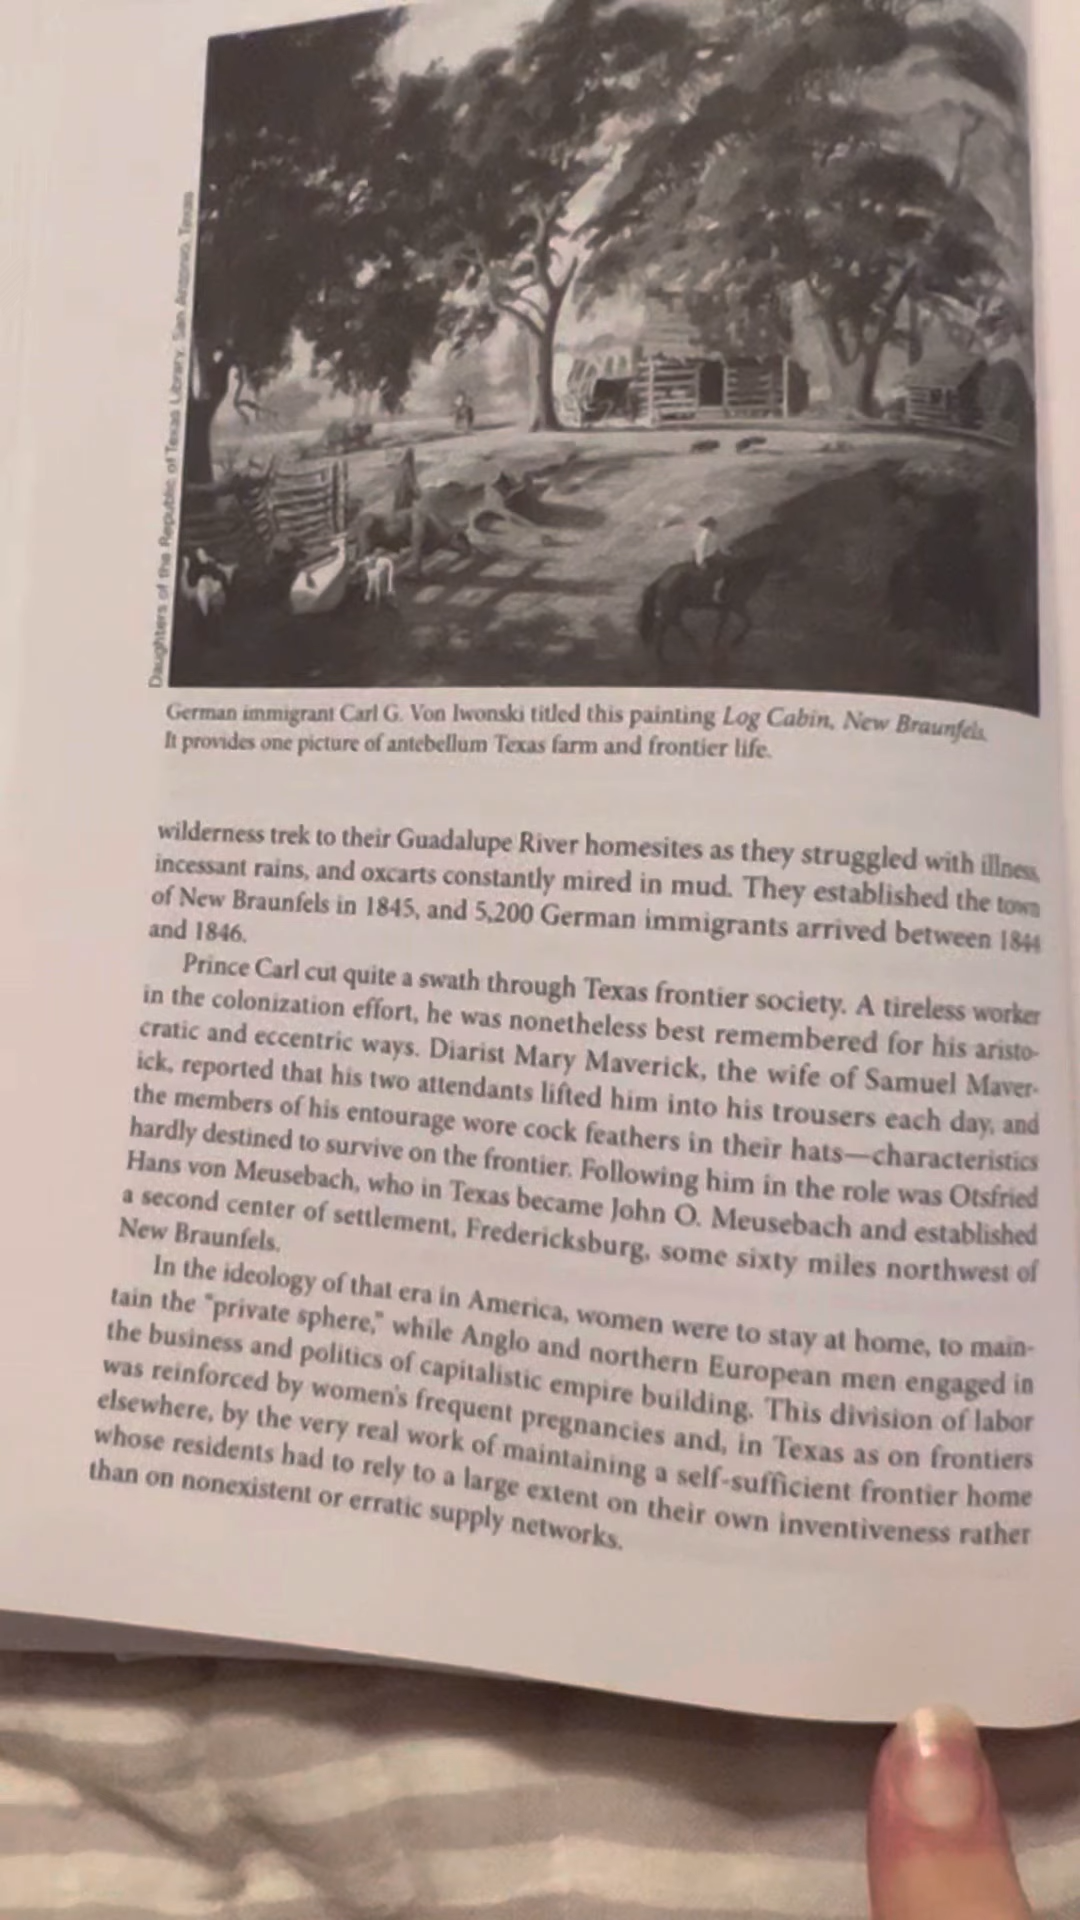 Daughters of the Republic of Texas Library, San Antonio, Texas
German immigrant Carl G. Von Iwonski titled this painting Log Cabin, New Braunfels.
It provides one picture of antebellum Texas farm and frontier life.
wilderness trek to their Guadalupe River homesites as they struggled with illness,
incessant rains, and oxcarts constantly mired in mud. They established the town
of New Braunfels in 1845, and 5,200 German immigrants arrived between 1844
and 1846.
Prince Carl cut quite a swath through Texas frontier society. A tireless worker
in the colonization effort, he was nonetheless best remembered for his aristo-
cratic and eccentric ways. Diarist Mary Maverick, the wife of Samuel Maver-
ick, reported that his two attendants lifted him into his trousers each day, and
the members of his entourage wore cock feathers in their hats—characteristics
hardly destined to survive on the frontier. Following him in the role was Otsfried
Hans von Meusebach, who in Texas became John O. Meusebach and established
a second center of settlement, Fredericksburg, some sixty miles northwest of
New Braunfels.
In the ideology of that era in America, women were to stay at home, to main-
tain the "private sphere," while Anglo and northern European men engaged in
the business and politics of capitalistic empire building. This division of labor
was reinforced by women's frequent pregnancies and, in Texas as on frontiers
elsewhere, by the very real work of maintaining a self-sufficient frontier home
whose residents had to rely to a large extent on their own inventiveness rather
than on nonexistent or erratic supply networks.